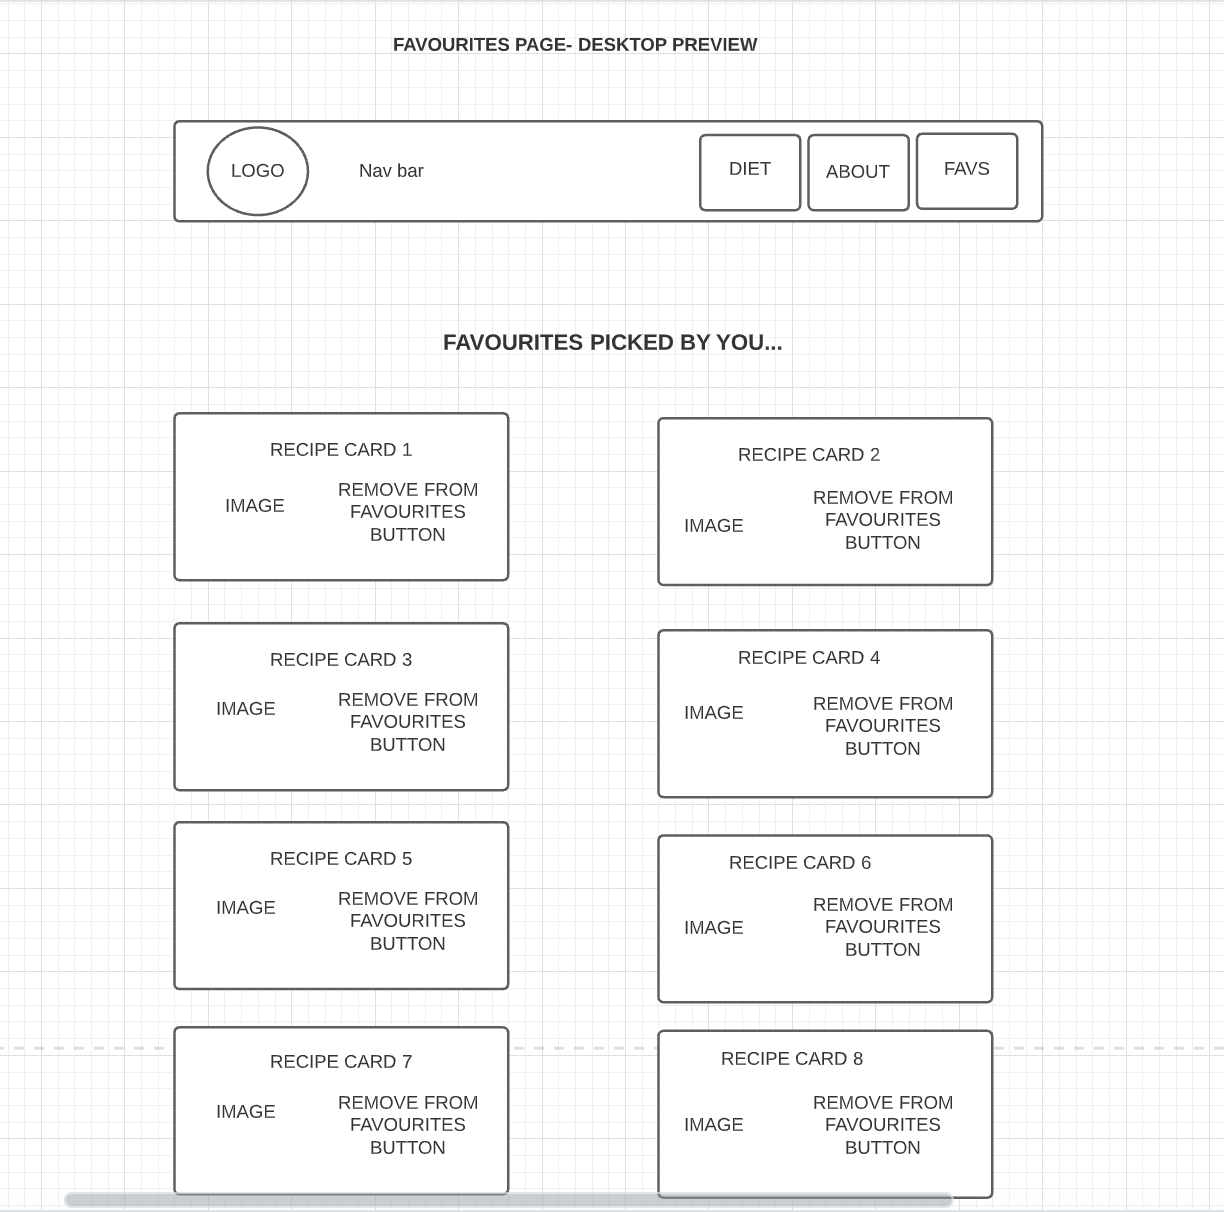 FAVOURITES PAGE- DESKTOP PREVIEW
LOGO
Nav bar
DIET
ABOUT
FAVS
FAVOURITES PICKED BY YOU...
RECIPE CARD 1
IMAGE
REMOVE FROM
FAVOURITES
BUTTON
RECIPE CARD 2
IMAGE
REMOVE FROM
FAVOURITES
BUTTON
RECIPE CARD 3
IMAGE
REMOVE FROM
FAVOURITES
BUTTON
RECIPE CARD 4
IMAGE
REMOVE FROM
FAVOURITES
BUTTON
RECIPE CARD 5
IMAGE
REMOVE FROM
FAVOURITES
BUTTON
RECIPE CARD 6
IMAGE
REMOVE FROM
FAVOURITES
BUTTON
RECIPE CARD 7
IMAGE
REMOVE FROM
FAVOURITES
BUTTON
RECIPE CARD 8
IMAGE
REMOVE FROM
FAVOURITES
BUTTON